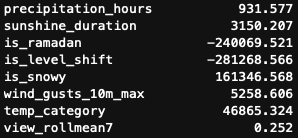 precipitation_hours 931.577
sunshine_duration 3150.207
is_ramadan -240069.521
is_level_shift -281268.566
is_snowy 161346.568
wind_gusts_10m_max 5258.606
temp_category 46865.324
view_rollmean7 0.252